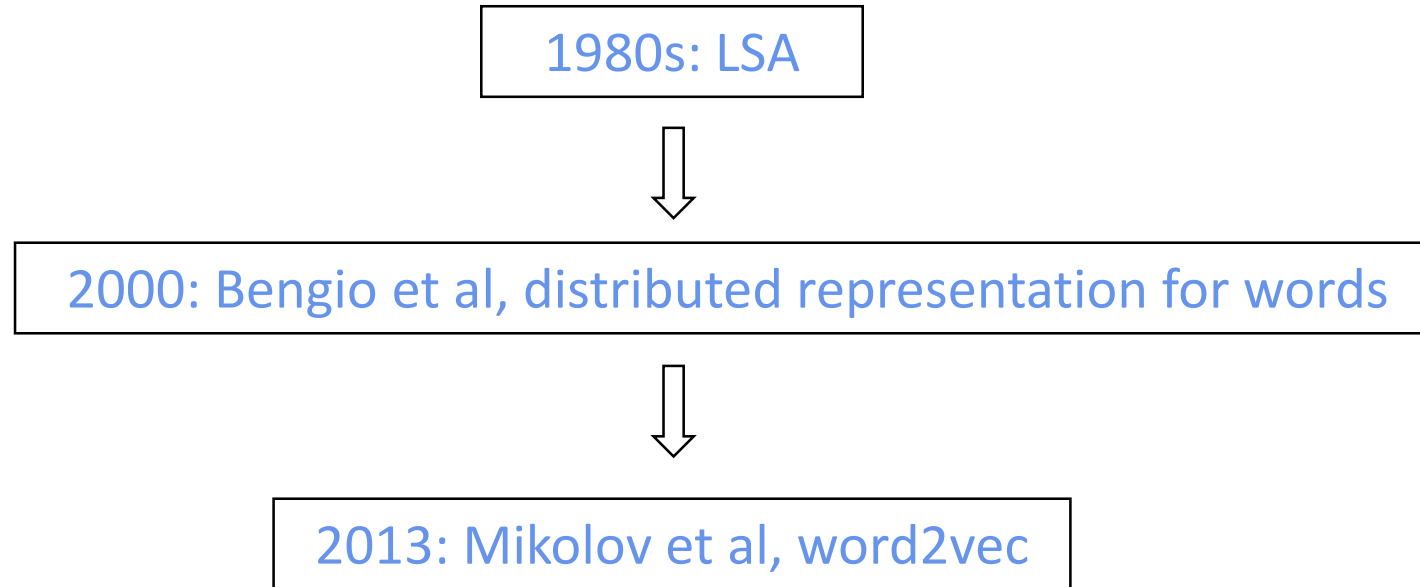 1980s: LSA
2000: Bengio et al, distributed representation for words
2013: Mikolov et al, word2vec